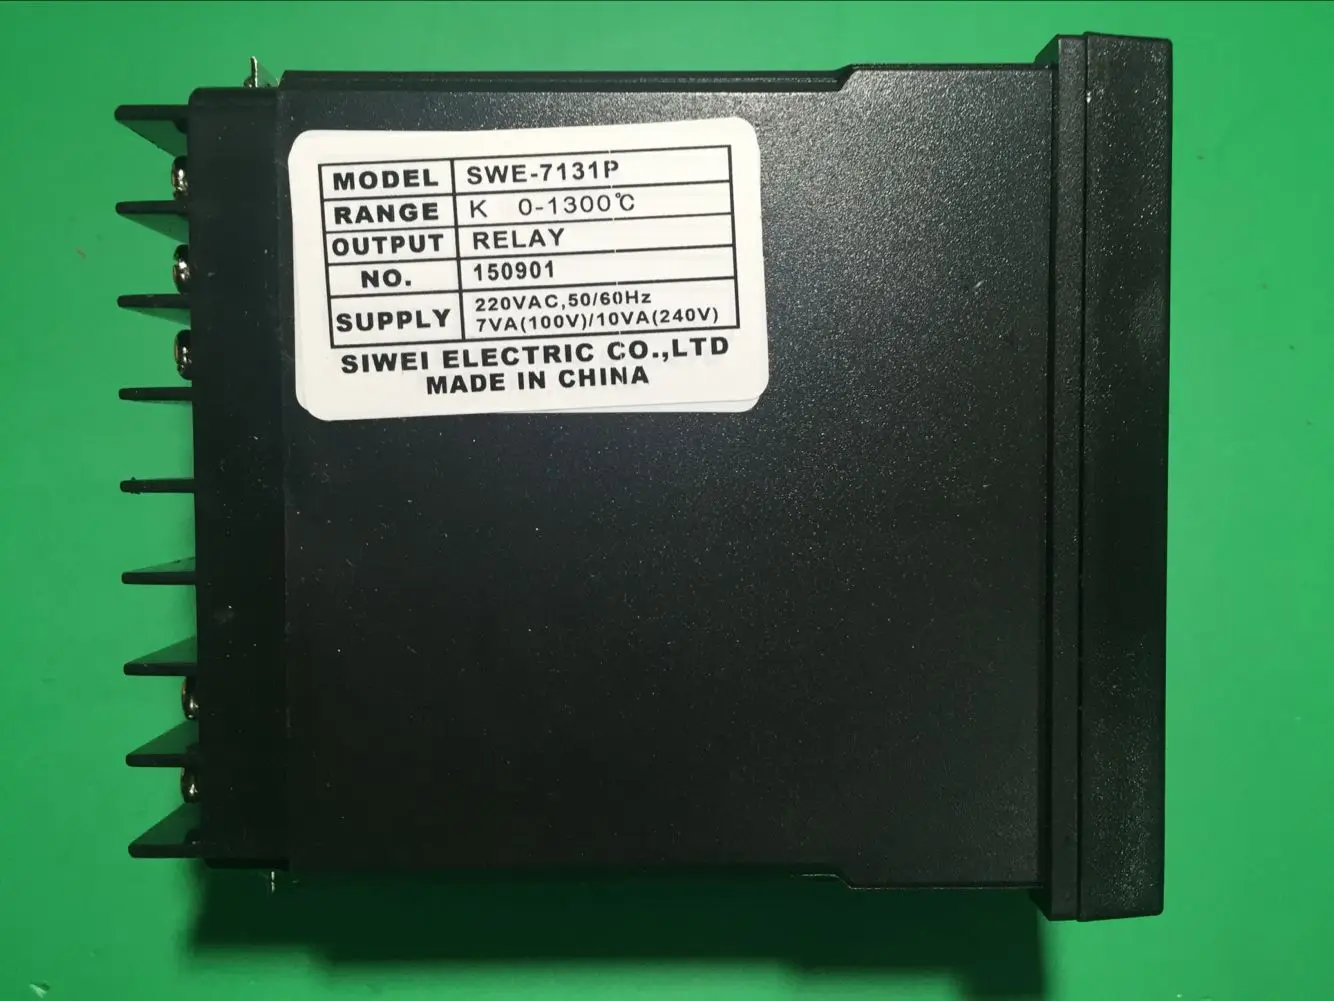 MODEL SWE-7131P
RANGE K 0-1300℃
OUTPUT RELAY
NO. 150901
SUPPLY 220VAC,50/60Hz
7VA(100V)/10VA(240V)
SIWEI ELECTRIC CO.,LTD
MADE IN CHINA